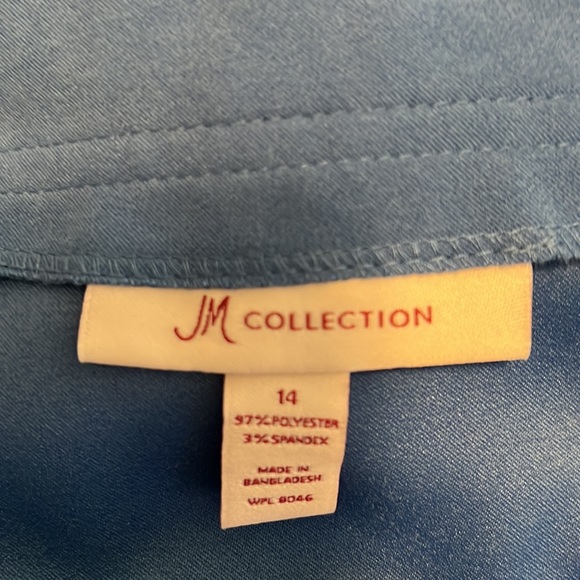 JM COLLECTION
14
97% POLYESTER
3% SPANDEX
MADE IN
BANGLADESH
WPL 8046